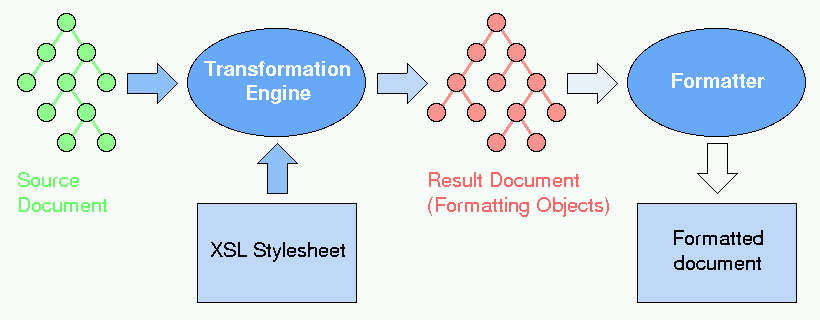 Transformation
Engine
Formatter
Source
Document
Result Document
(Formatting Objects)
XSL Stylesheet
Formatted
document